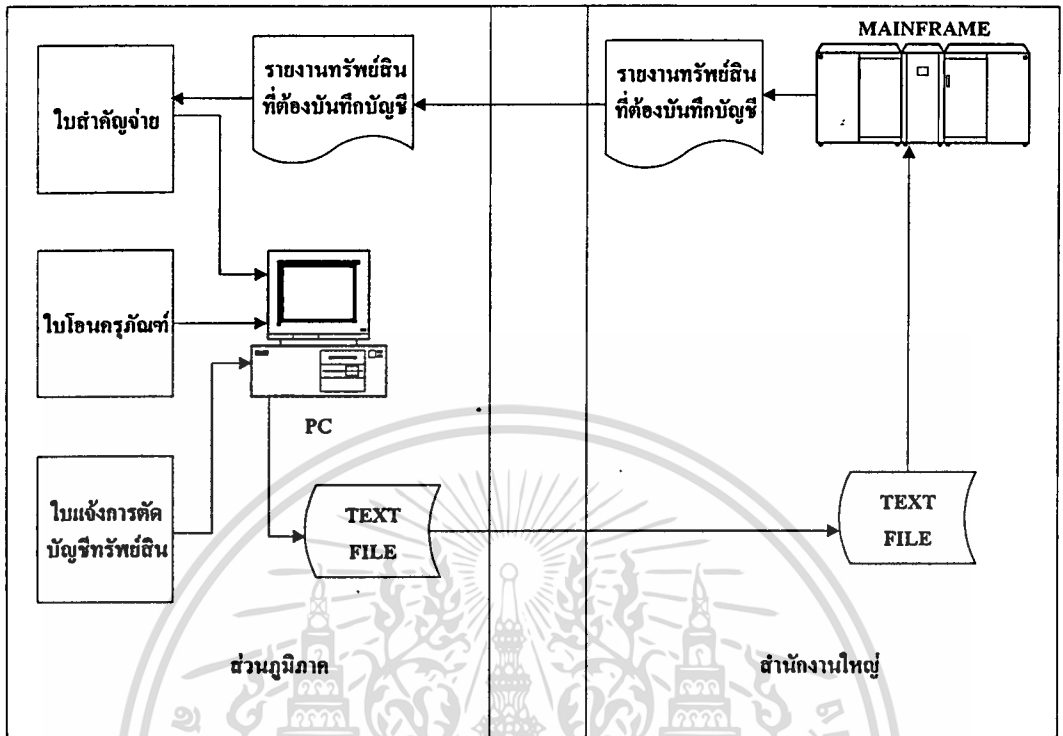 MAINFRAME
รายงานทรัพย์สิน
ที่ต้องบันทึกบัญชี
รายงานทรัพย์สิน
ที่ต้องบันทึกบัญชี
ใบสำคัญจ่าย
ใบโอนครุภัณฑ์
PC
ใบแจ้งการตัด
บัญชีทรัพย์สิน
TEXT
FILE
TEXT
FILE
ส่วนภูมิภาค
สำนักงานใหญ่